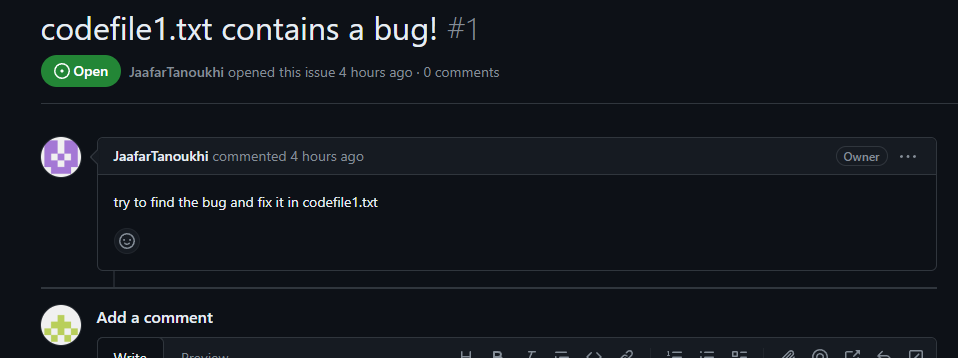 codefile1.txt contains a bug! #1
Open JaafarTanoukhi opened this issue 4 hours ago · 0 comments
JaafarTanoukhi commented 4 hours ago Owner ···
try to find the bug and fix it in codefile1.txt
Add a comment
Write Preview H B I